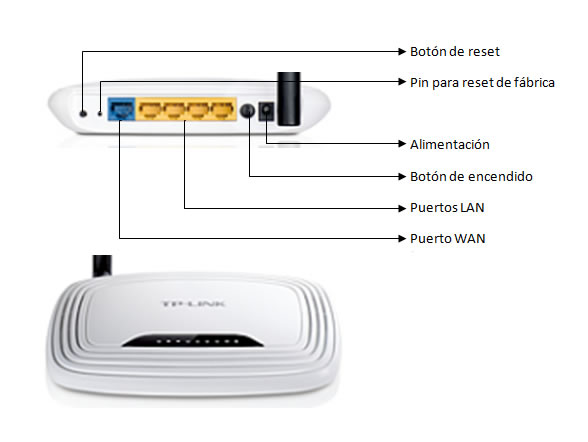 Botón de reset
Pin para reset de fábrica
Alimentación
Botón de encendido
Puertos LAN
Puerto WAN
TP-LINK